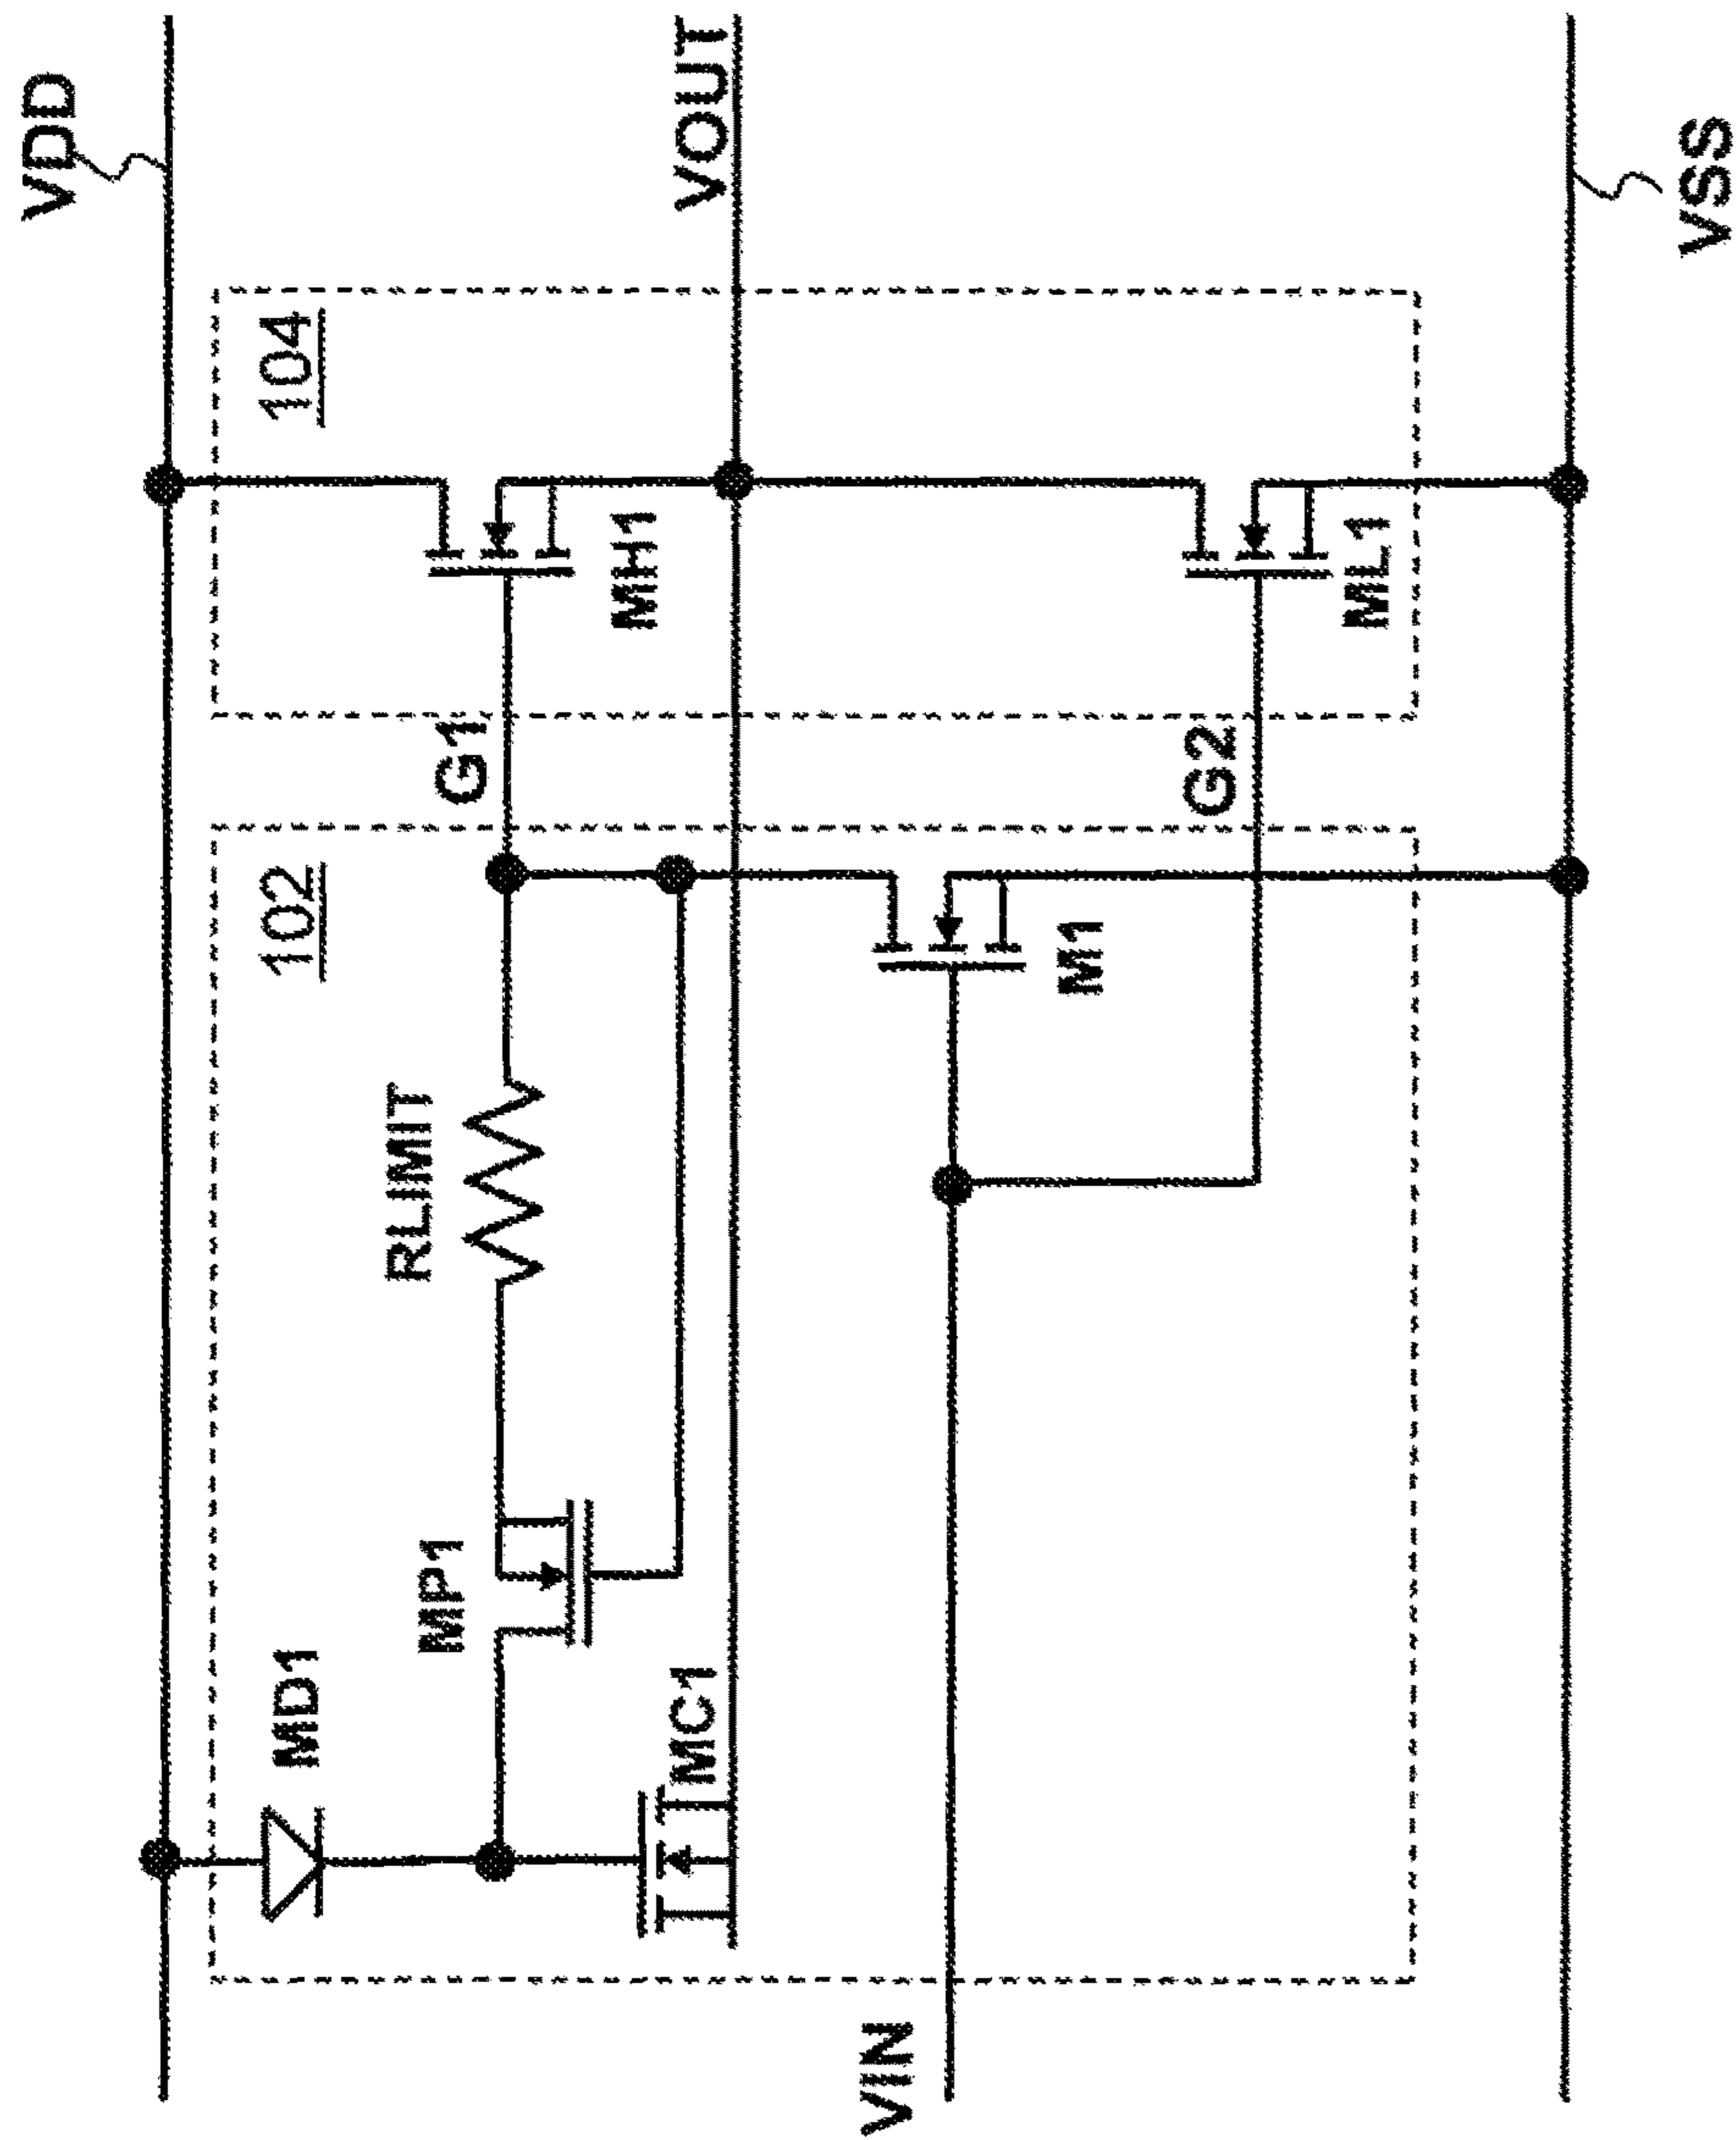 VDD
102
104
MD1
RLIMIT
G1
MP1
MH1
MC1
VOUT
VIN
M1
G2
ML1
VSS